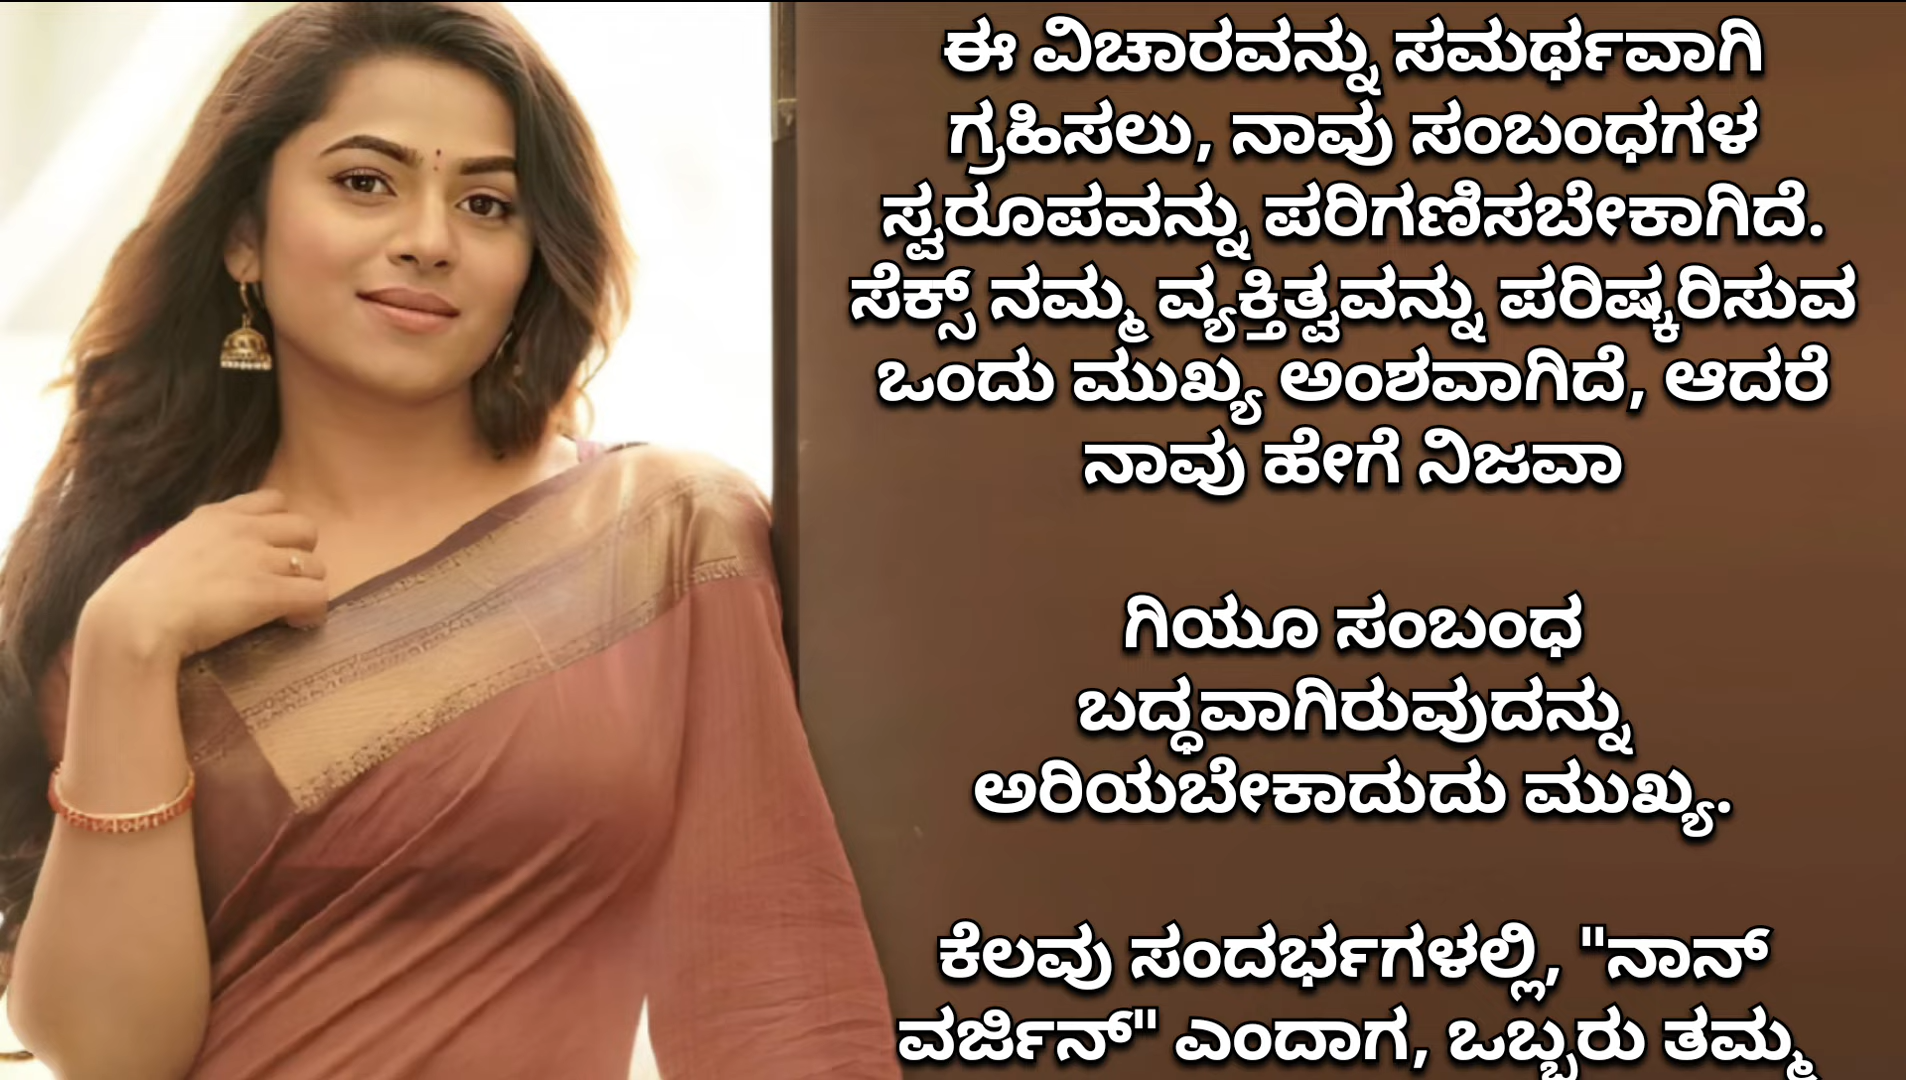 ಈ ವಿಚಾರವನ್ನು ಸಮರ್ಥವಾಗಿ
ಗ್ರಹಿಸಲು, ನಾವು ಸಂಬಂಧಗಳ
ಸ್ವರೂಪವನ್ನು ಪರಿಗಣಿಸಬೇಕಾಗಿದೆ.
ಸೆಕ್ಸ್ ನಮ್ಮ ವ್ಯಕ್ತಿತ್ವವನ್ನು ಪರಿಷ್ಕರಿಸುವ
ಒಂದು ಮುಖ್ಯ ಅಂಶವಾಗಿದೆ, ಆದರೆ
ನಾವು ಹೇಗೆ ನಿಜವಾ
ಗಿಯೂ ಸಂಬಂಧ
ಬದ್ಧವಾಗಿರುವುದನ್ನು
ಅರಿಯಬೇಕಾದುದು ಮುಖ್ಯ.
ಕೆಲವು ಸಂದರ್ಭಗಳಲ್ಲಿ, "ನಾನ್
ವರ್ಜಿನ್" ಎಂದಾಗ, ಒಬ್ಬರು ತಮ್ಮ